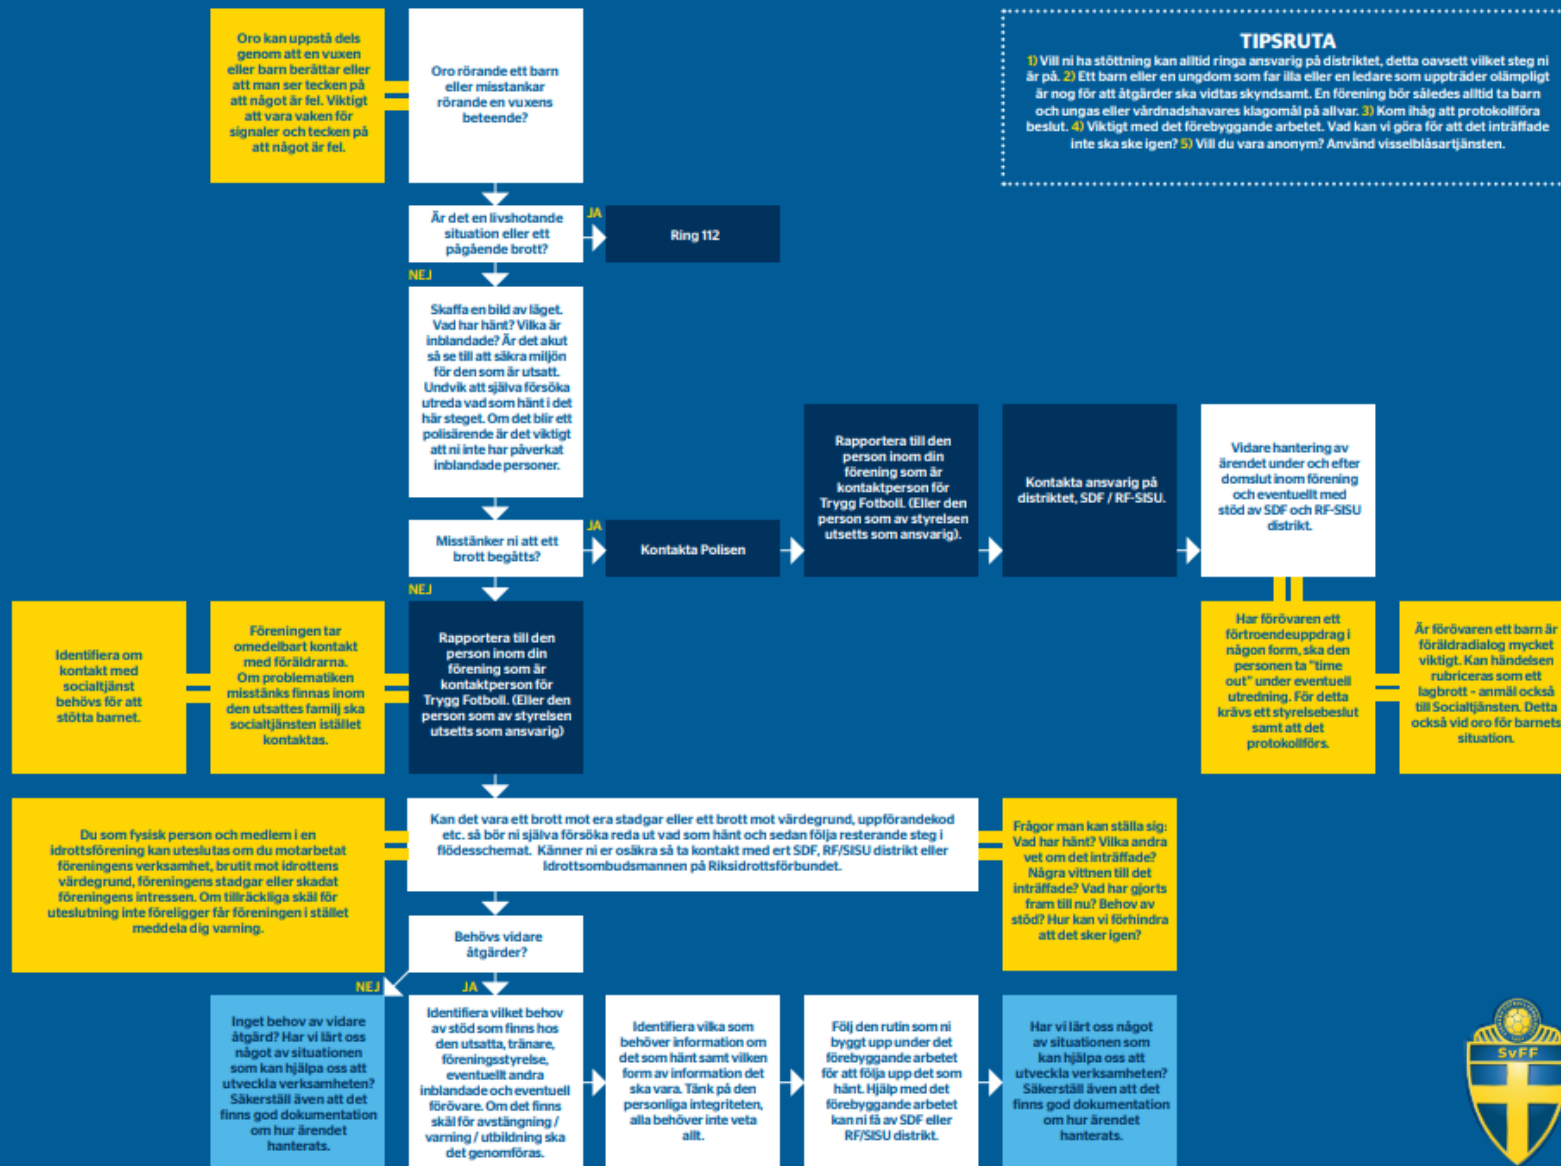 Oro kan uppstå dels
genom att en vuxen
eller barn berättar eller
att man ser tecken på
att något är fel. Viktigt
att vara vaken för
signaler och tecken på
att något är fel.
Oro rörande ett barn
eller misstankar
rörande en vuxens
beteende?
TIPSRUTA
1) Vill ni ha stöttning kan alltid ringa ansvarig på distriktet, detta oavsett vilket steg ni
är på. 2) Ett barn eller en ungdom som far illa eller en ledare som uppträder olämpligt
är nog för att åtgärder ska vidtas skyndsamt. En förening bör således alltid ta barn
och ungas eller vårdnadshavares klagomål på allvar. 3) Kom ihåg att protokollföra
beslut. 4) Viktigt med det förebyggande arbetet. Vad kan vi göra för att det inträffade
inte ska ske igen? 5) Vill du vara anonym? Använd visselblåsartjänsten.
Är det en livshotande
situation eller ett
pågående brott?
JA
Ring 112
NEJ
Skaffa en bild av läget.
Vad har hänt? Vilka är
inblandade? Är det akut
så se till att säkra miljön
för den som är utsatt.
Undvik att själva försöka
utreda vad som hänt i det
här steget. Om det blir ett
polisärende är det viktigt
att ni inte har påverkat
inblandade personer.
Misstänker ni att ett
brott begåtts?
JA
Kontakta Polisen
Rapportera till den
person inom din
förening som är
kontaktperson för
Trygg Fotboll. (Eller den
person som av styrelsen
utsetts som ansvarig).
Kontakta ansvarig på
distriktet, SDF / RF-SISU.
Vidare hantering av
ärendet under och efter
domslut inom förening
och eventuellt med
stöd av SDF och RF-SISU
distrikt.
NEJ
Identifiera om
kontakt med
socialtjänst
behövs för att
stötta barnet.
Föreningen tar
omedelbart kontakt
med föräldrarna.
Om problematiken
misstänks finnas inom
den utsattes familj ska
socialtjänsten istället
kontaktas.
Rapportera till den
person inom din
förening som är
kontaktperson för
Trygg Fotboll. (Eller den
person som av styrelsen
utsetts som ansvarig)
Har förövaren ett
förtroendeuppdrag i
någon form, ska den
personen ta "time
out" under eventuell
utredning. För detta
krävs ett styrelsebeslut
samt att det
protokollförs.
Är förövaren ett barn är
föräldradialog mycket
viktigt. Kan händelsen
rubriceras som ett
lagbrott - anmäl också
till Socialtjänsten. Detta
också vid oro för barnets
situation.
Du som fysisk person och medlem i en
idrottsförening kan uteslutas om du motarbetat
föreningens verksamhet, brutit mot idrottens
värdegrund, föreningens stadgar eller skadat
föreningens intressen. Om tillräckliga skäl för
uteslutning inte föreligger får föreningen i stället
meddela dig varning.
Kan det vara ett brott mot era stadgar eller ett brott mot värdegrund, uppförandekod
etc. så bör ni själva försöka reda ut vad som hänt och sedan följa resterande steg i
flödesschemat. Känner ni er osäkra så ta kontakt med ert SDF, RF/SISU distrikt eller
Idrottsombudsmannen på Riksidrottsförbundet.
Frågor man kan ställa sig:
Vad har hänt? Vilka andra
vet om det inträffade?
Några vittnen till det
inträffade? Vad har gjorts
fram till nu? Behov av
stöd? Hur kan vi förhindra
att det sker igen?
Behövs vidare
åtgärder?
NEJ
JA
Inget behov av vidare
åtgärd? Har vi lärt oss
något av situationen
som kan hjälpa oss att
utveckla verksamheten?
Säkerställ även att det
finns god dokumentation
om hur ärendet
hanterats.
Identifiera vilket behov
av stöd som finns hos
den utsatta, tränare,
föreningsstyrelse,
eventuellt andra
inblandade och eventuell
förövare. Om det finns
skäl för avstängning /
varning / utbildning ska
det genomföras.
Identifiera vilka som
behöver information om
det som hänt samt vilken
form av information det
ska vara. Tänk på den
personliga integriteten,
alla behöver inte veta
allt.
Följ den rutin som ni
byggt upp under det
förebyggande arbetet
för att följa upp det som
hänt. Hjälp med det
förebyggande arbetet
kan ni få av SDF eller
RF/SISU distrikt.
Har vi lärt oss något
av situationen som
kan hjälpa oss att
utveckla verksamheten?
Säkerställ även att det
finns god dokumentation
om hur ärendet
hanterats.
SvFF